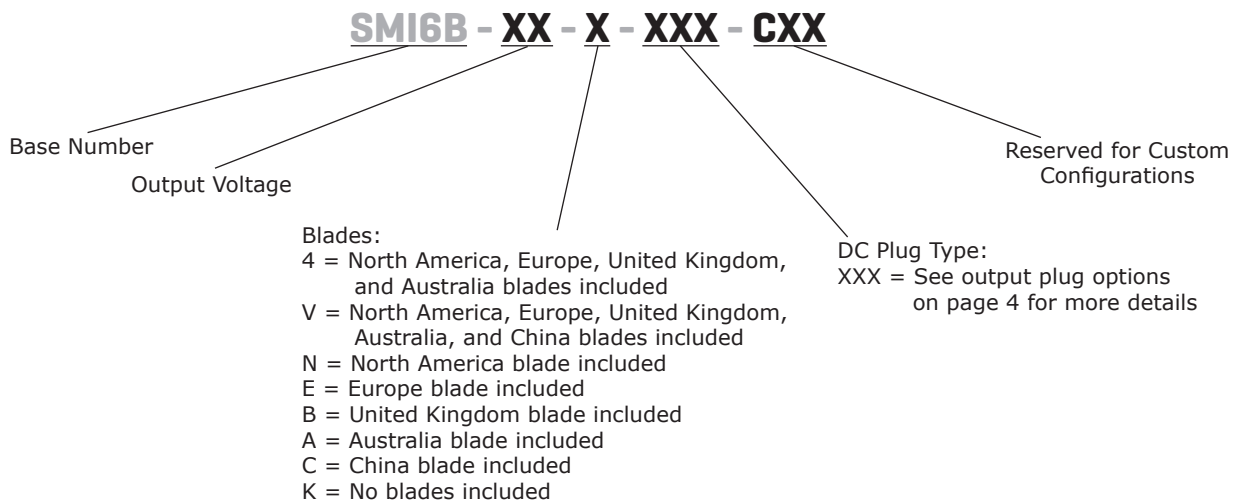 SMI6B - XX - X - XXX - CXX
Base Number
Output Voltage
Blades:
4 = North America, Europe, United Kingdom,
and Australia blades included
V = North America, Europe, United Kingdom,
Australia, and China blades included
N = North America blade included
E = Europe blade included
B = United Kingdom blade included
A = Australia blade included
C = China blade included
K = No blades included
DC Plug Type:
XXX = See output plug options
on page 4 for more details
Reserved for Custom
Configurations